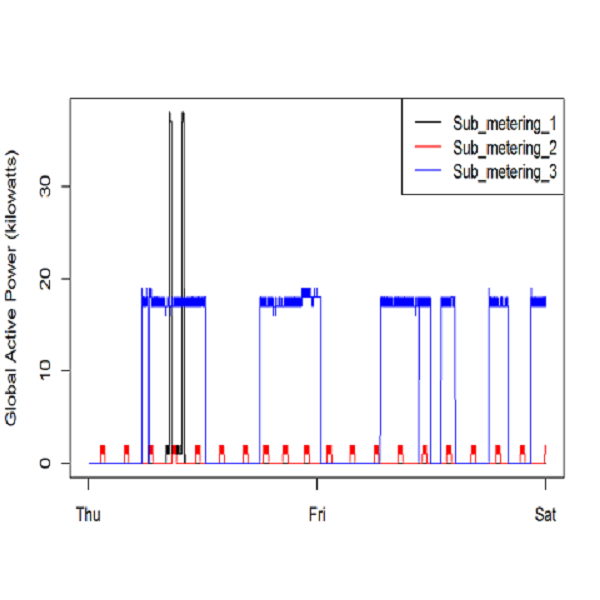 Sub_metering_1
Sub_metering_2
Sub_metering_3
Global Active Power (kilowatts)
30
20
10
0
Thu Fri Sat